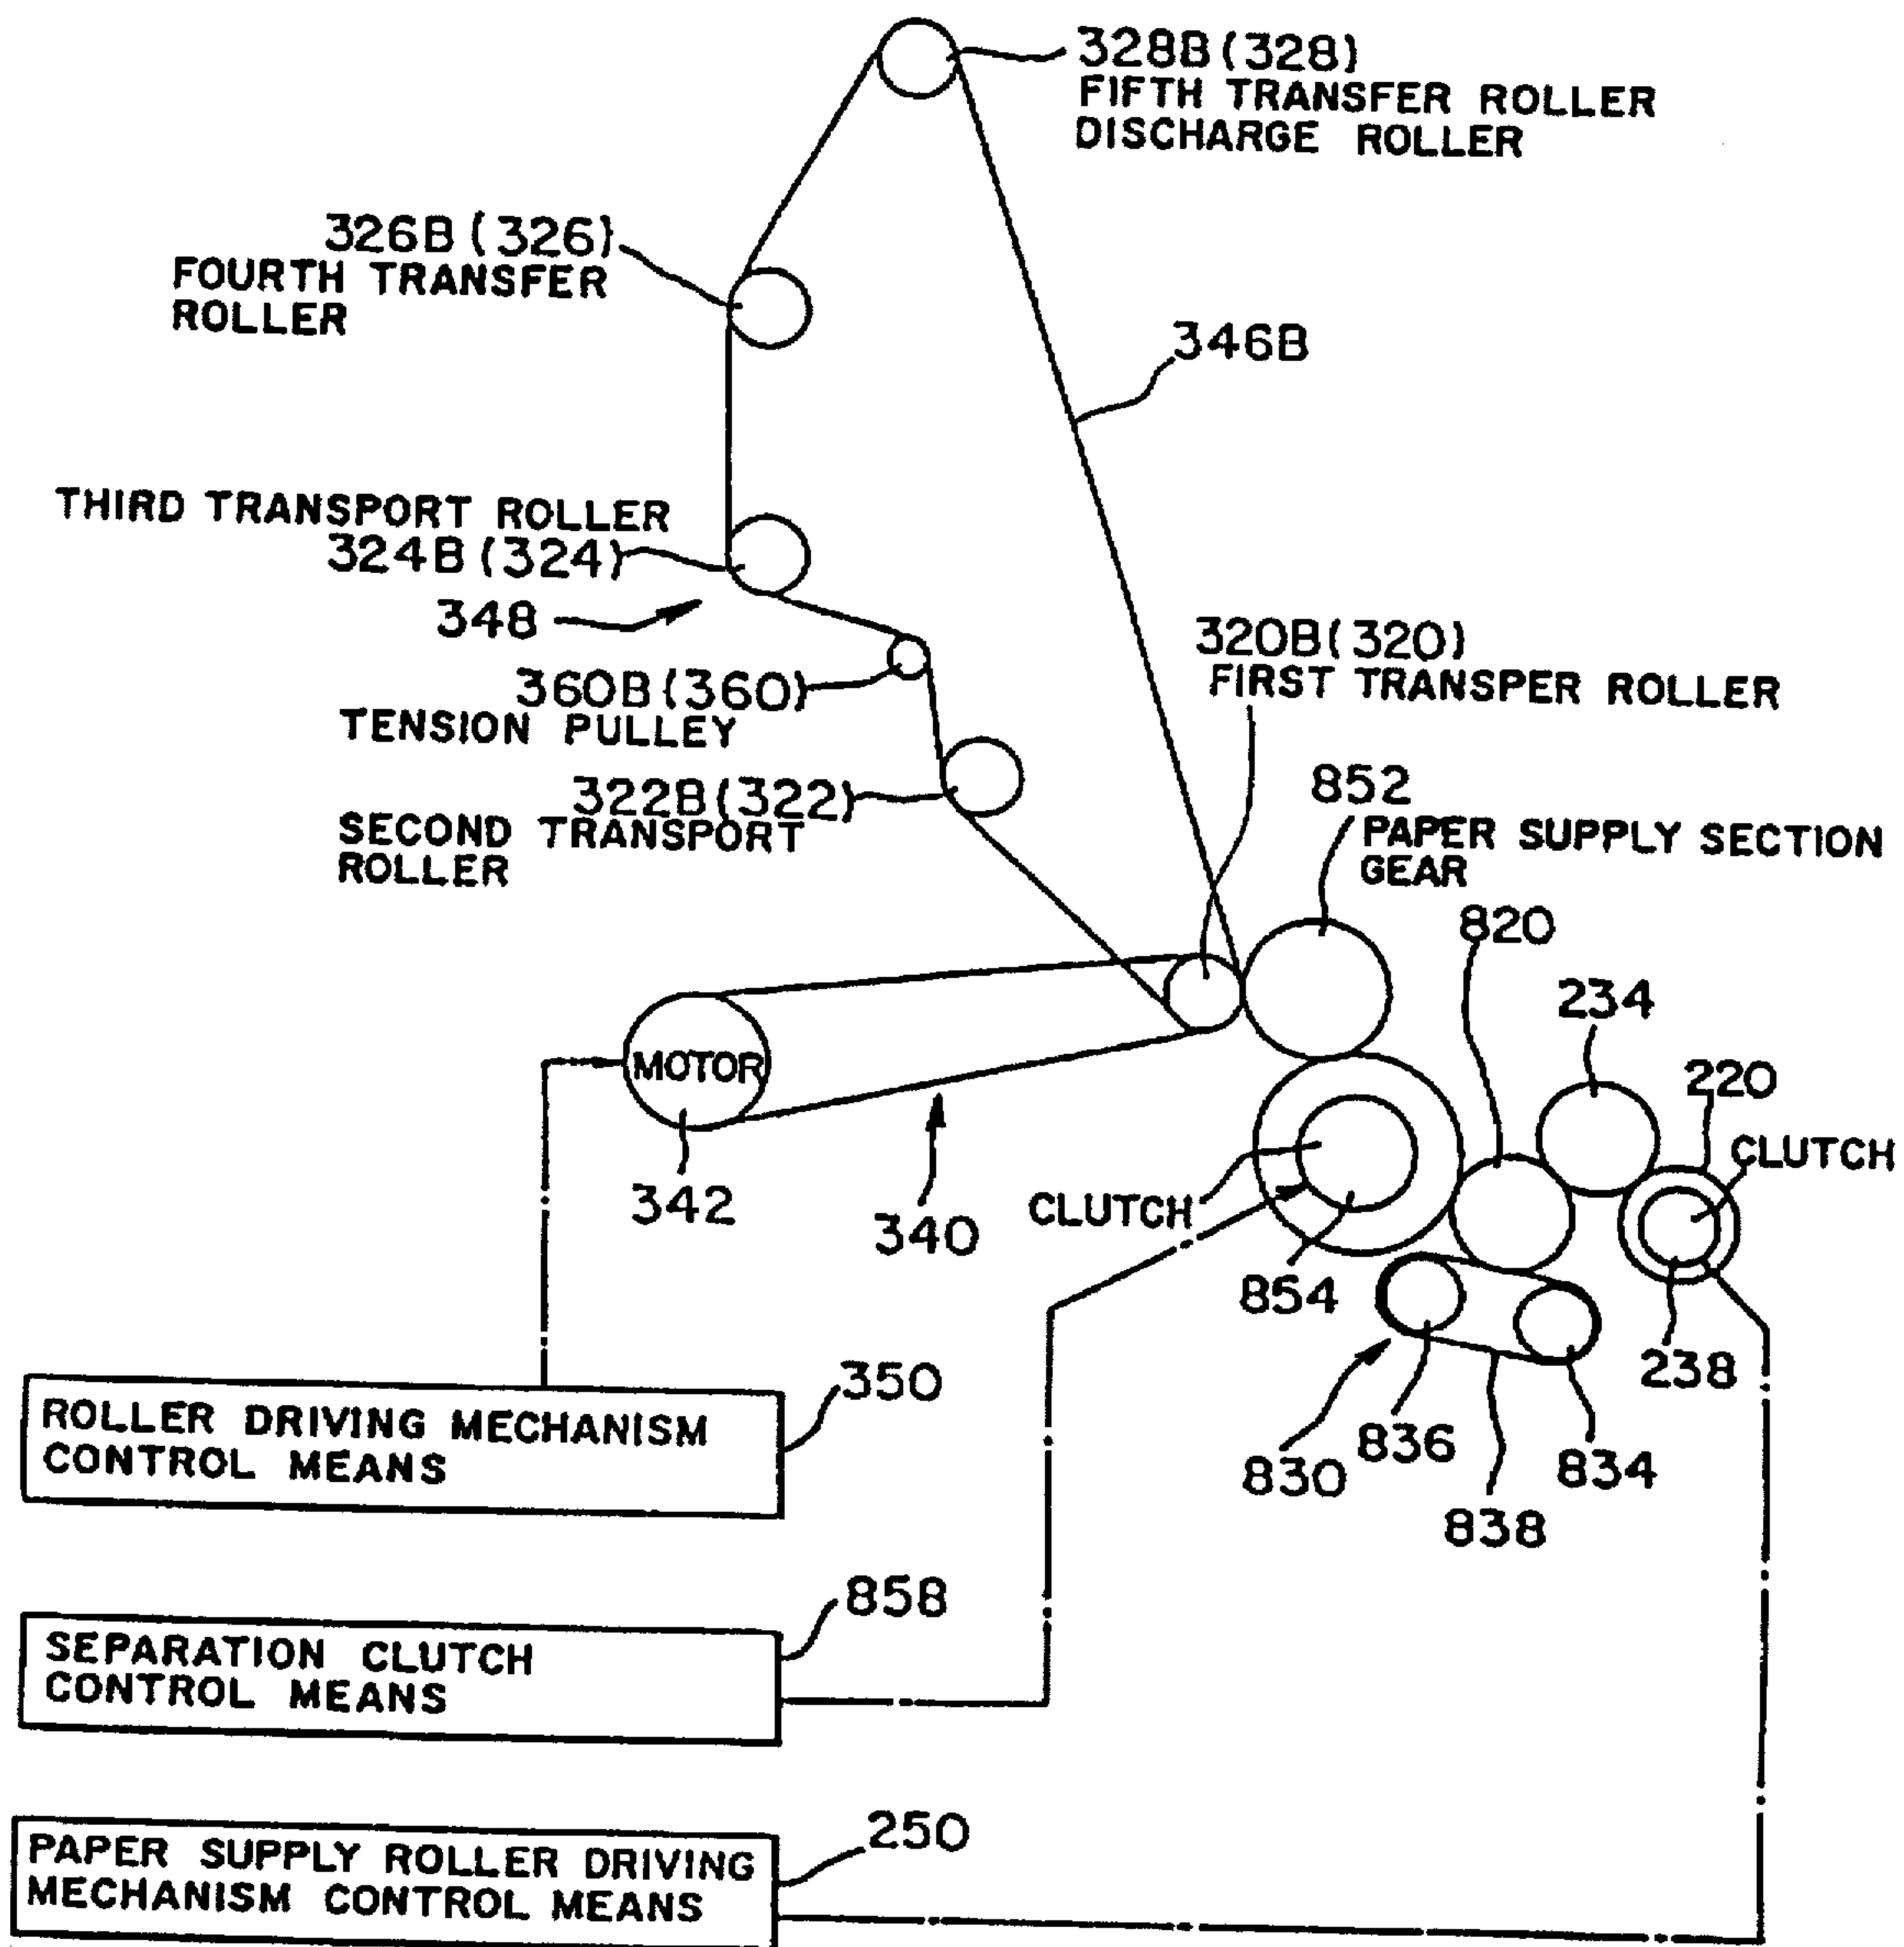 328B (328)
FIFTH TRANSFER ROLLER
DISCHARGE ROLLER
326B (326)
FOURTH TRANSFER
ROLLER
346B
THIRD TRANSPORT ROLLER
324B (324)
348
320B (320)
FIRST TRANSPER ROLLER
360B (360)
TENSION PULLEY
322B (322)
SECOND TRANSPORT
ROLLER
852
PAPER SUPPLY SECTION
GEAR
820
234
220
CLUTCH
MOTOR
342
340
CLUTCH
854
238
830
836
838
834
350
ROLLER DRIVING MECHANISM
CONTROL MEANS
858
SEPARATION CLUTCH
CONTROL MEANS
250
PAPER SUPPLY ROLLER DRIVING
MECHANISM CONTROL MEANS